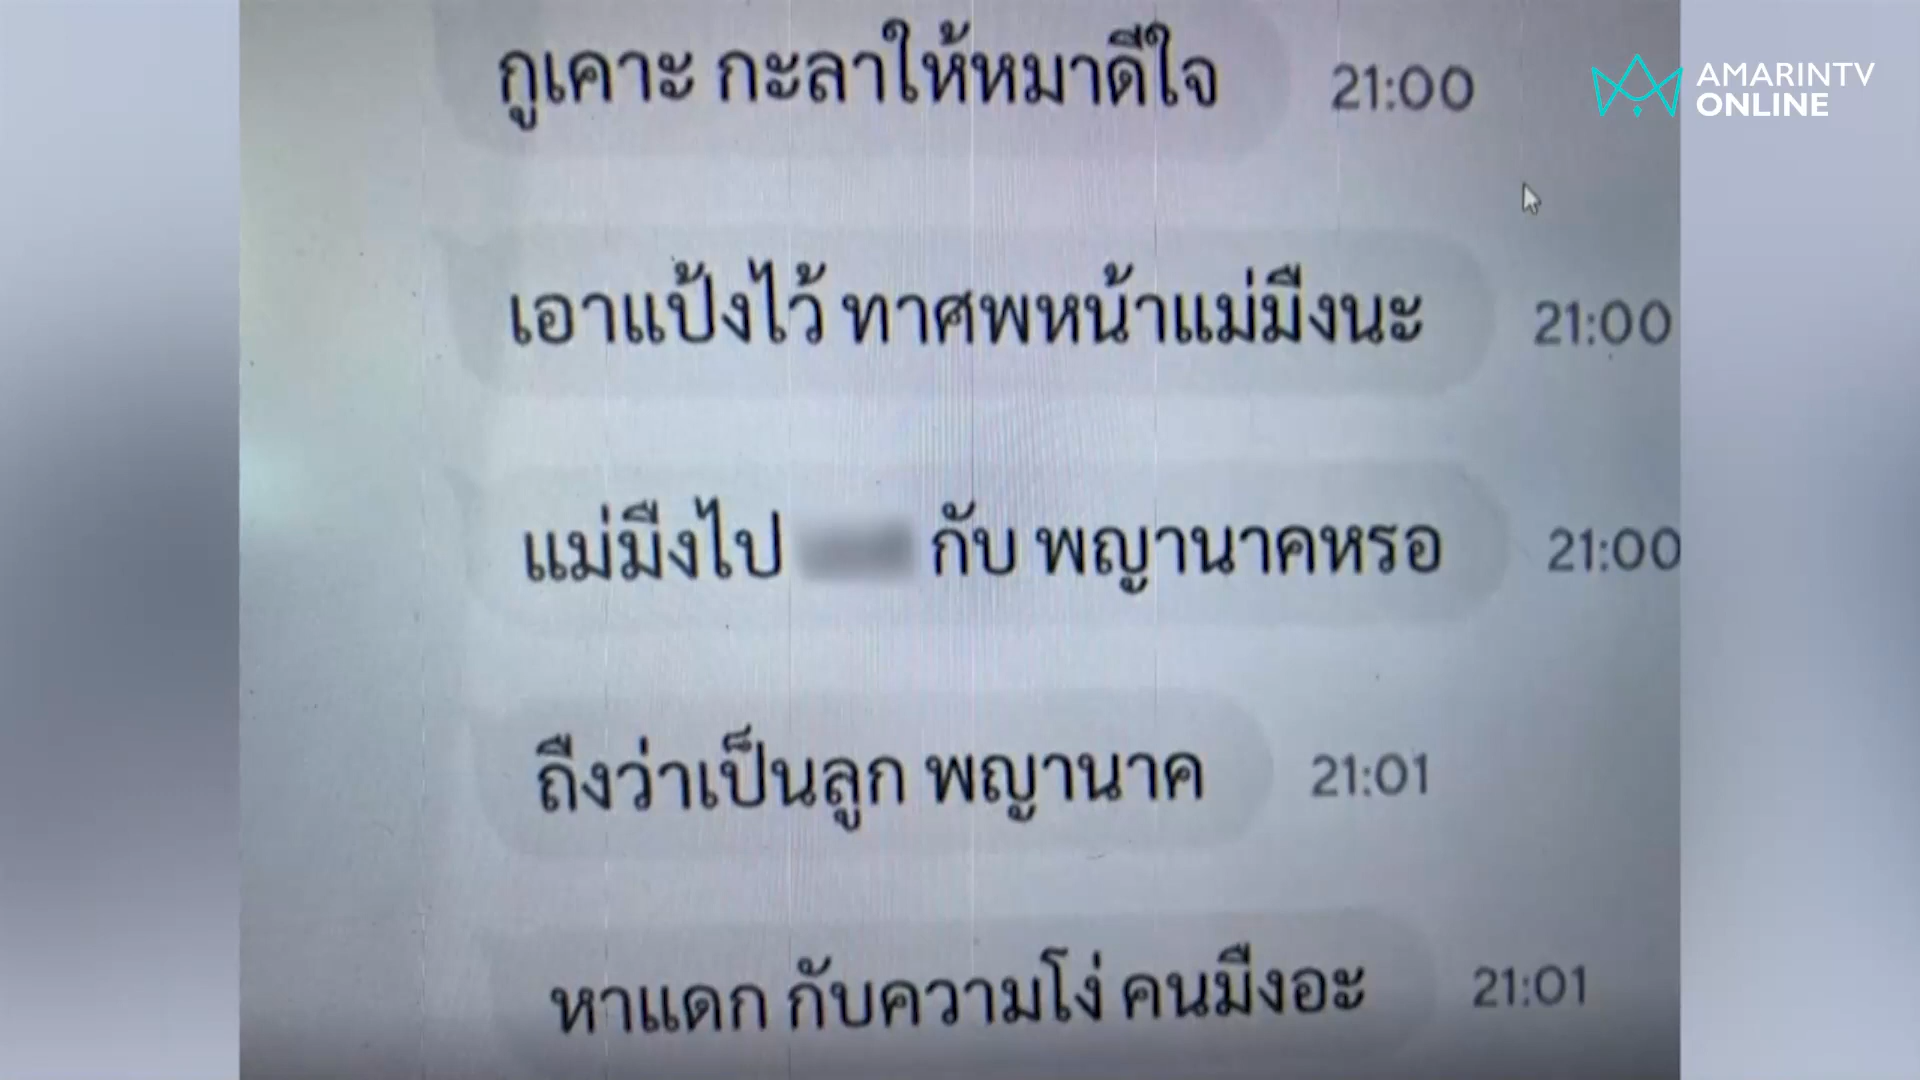 กูเคาะ กะลาให้หมาดีใจ 21:00
AMARINTV
ONLINE
เอาแป้งไว้ ทาศพหน้าแม่มึงนะ 21:00
แม่มึงไป กับ พญานาคหรอ 21:00
ถึงว่าเป็นลูก พญานาค 21:01
หาแดก กับความโง่ คนมึงอะ 21:01